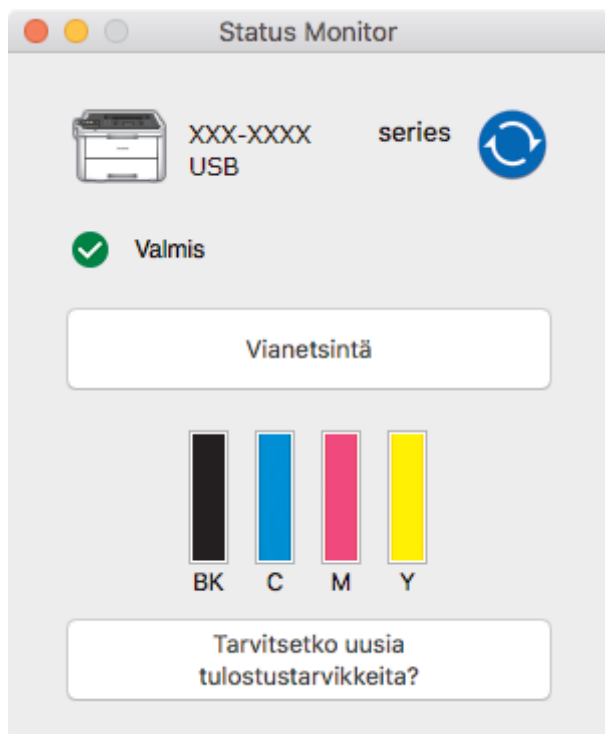 Status Monitor
XXX-XXXX series
USB
Valmis
Vianetsintä
BK C M Y
Tarvitsetko uusia
tulostustarvikkeita?